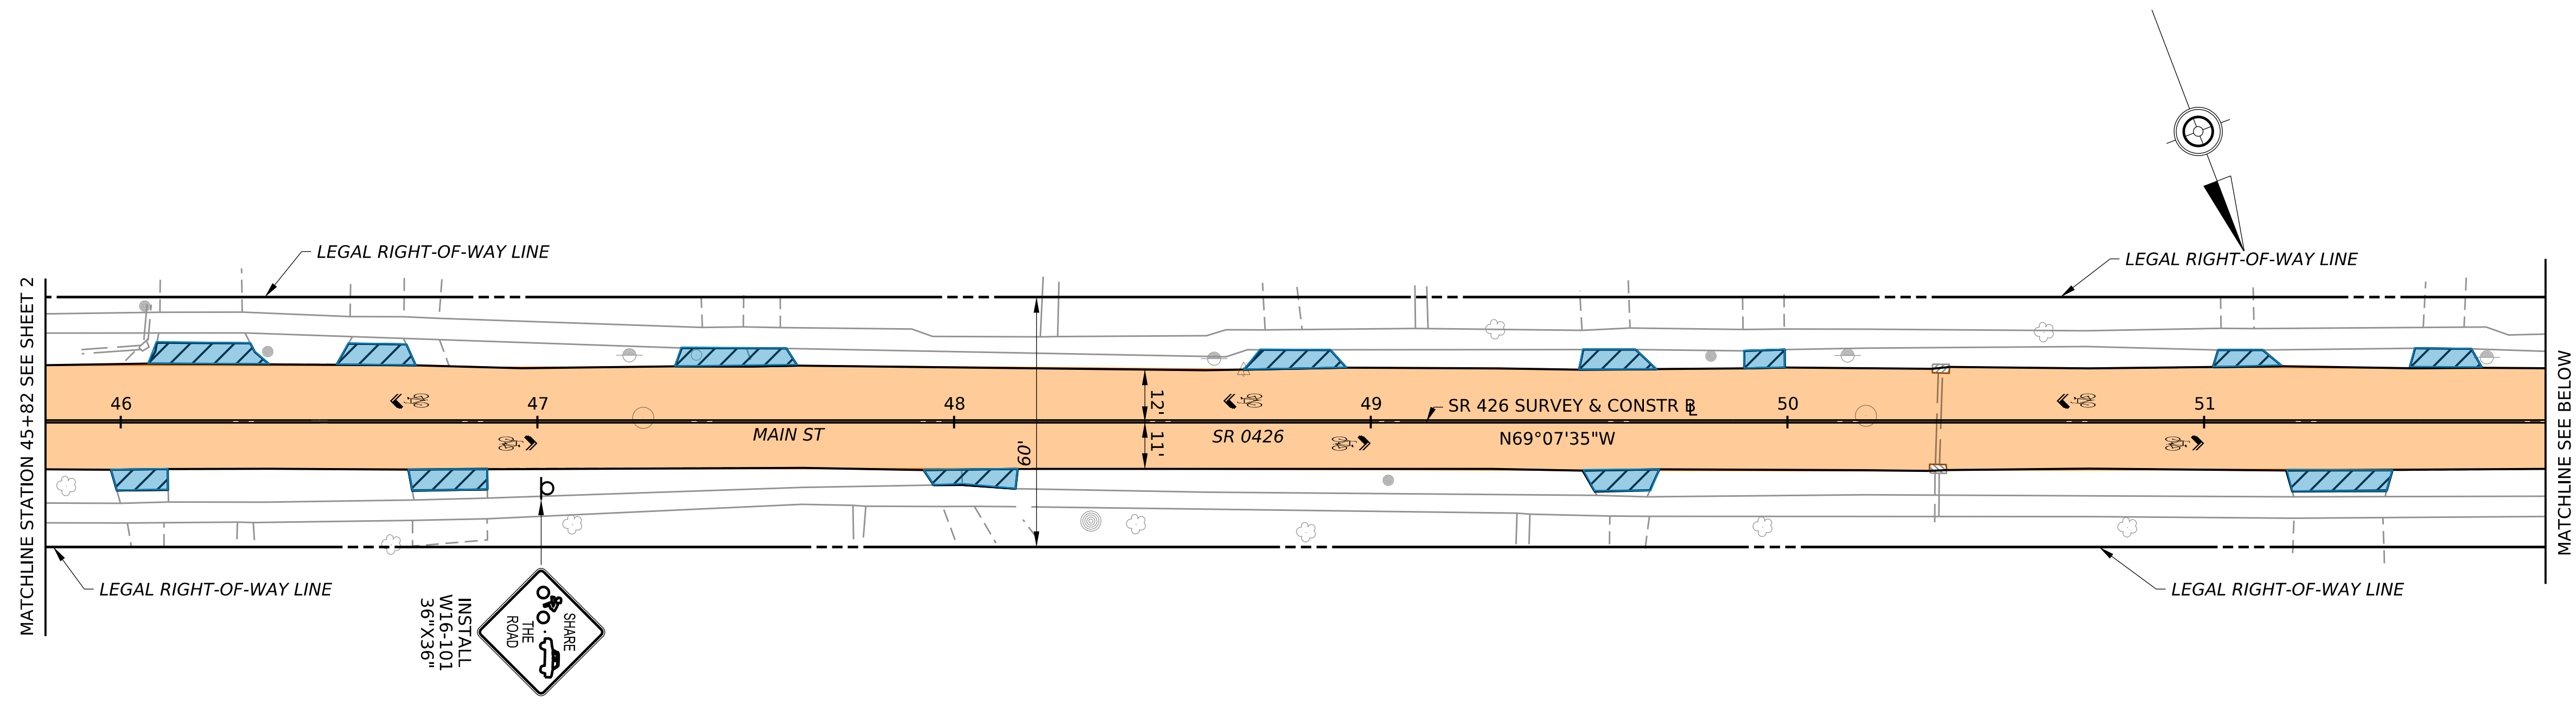 LEGAL RIGHT-OF-WAY LINE
LEGAL RIGHT-OF-WAY LINE
MATCHLINE STATION 45+82 SEE SHEET 2
MATCHLINE SEE BELOW
46
47
48
49
50
51
12'
11'
60'
SR 426 SURVEY & CONSTR BL
MAIN ST
SR 0426
N69°07'35"W
LEGAL RIGHT-OF-WAY LINE
LEGAL RIGHT-OF-WAY LINE
INSTALL
W16-101
36"X36"
SHARE
THE
ROAD